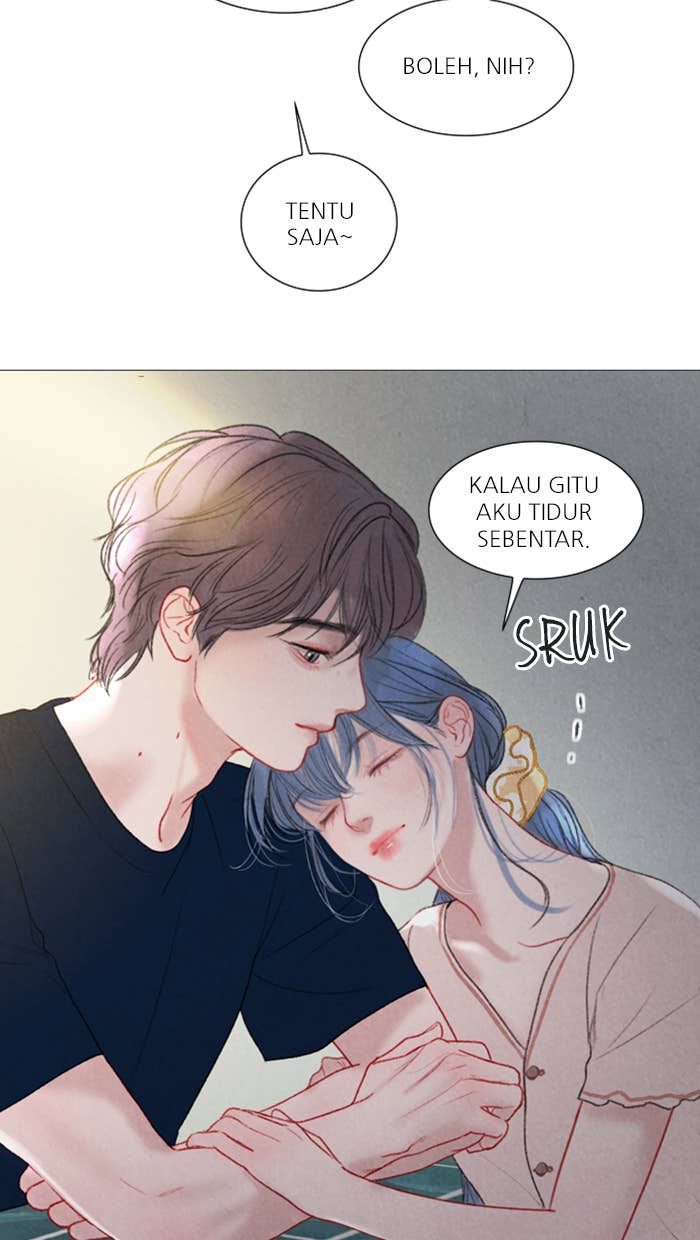 BOLEH, NIH?
TENTU
SAJA~
KALAU GITU
AKU TIDUR
SEBENTAR.
SRUK